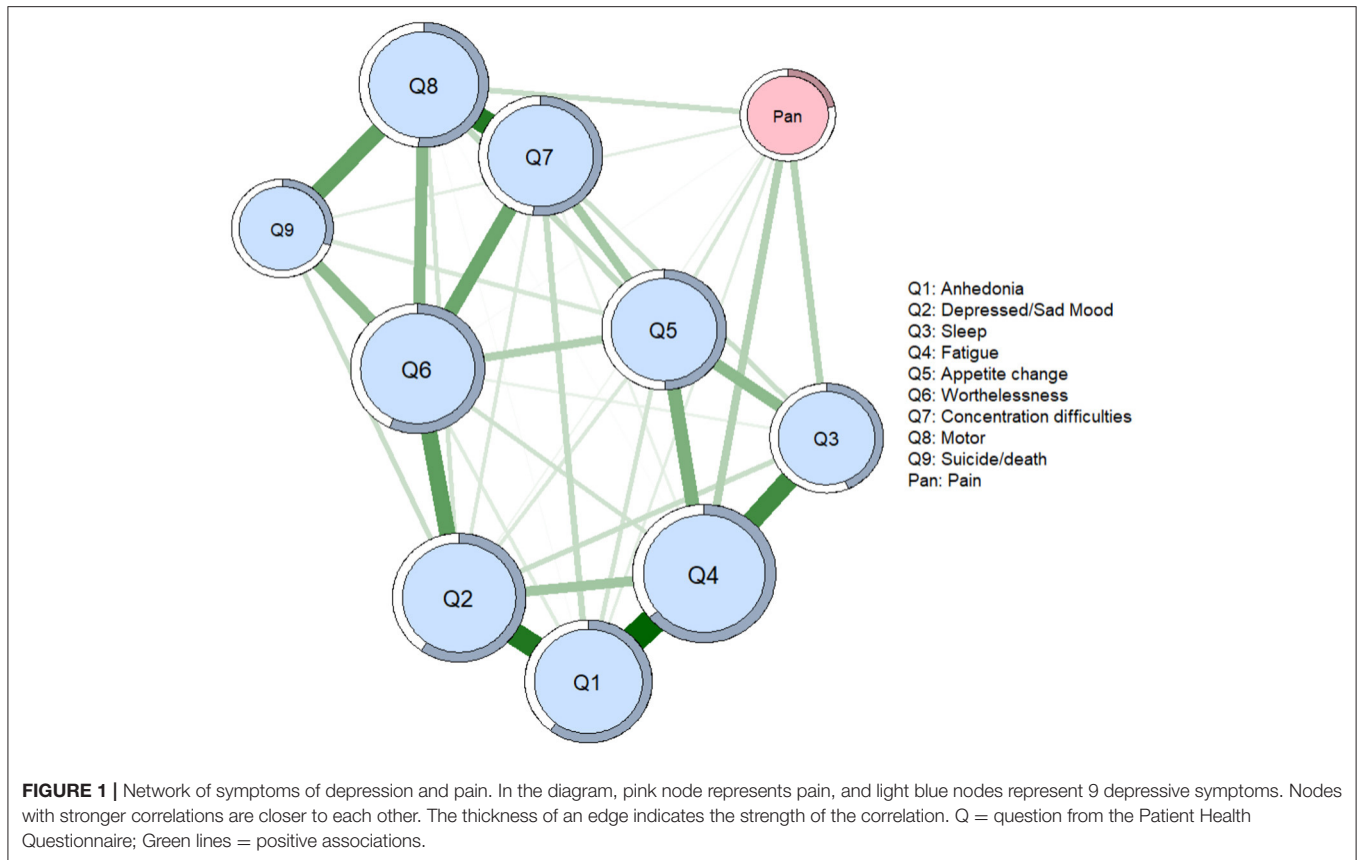 Q8
Pan
Q7
Q9
Q5
Q6
Q3
Q4
Q2
Q1
Q1: Anhedonia
Q2: Depressed/Sad Mood
Q3: Sleep
Q4: Fatigue
Q5: Appetite change
Q6: Worthlessness
Q7: Concentration difficulties
Q8: Motor
Q9: Suicide/death
Pan: Pain
FIGURE 1 | Network of symptoms of depression and pain. In the diagram, pink node represents pain, and light blue nodes represent 9 depressive symptoms. Nodes
with stronger correlations are closer to each other. The thickness of an edge indicates the strength of the correlation. Q = question from the Patient Health
Questionnaire; Green lines = positive associations.